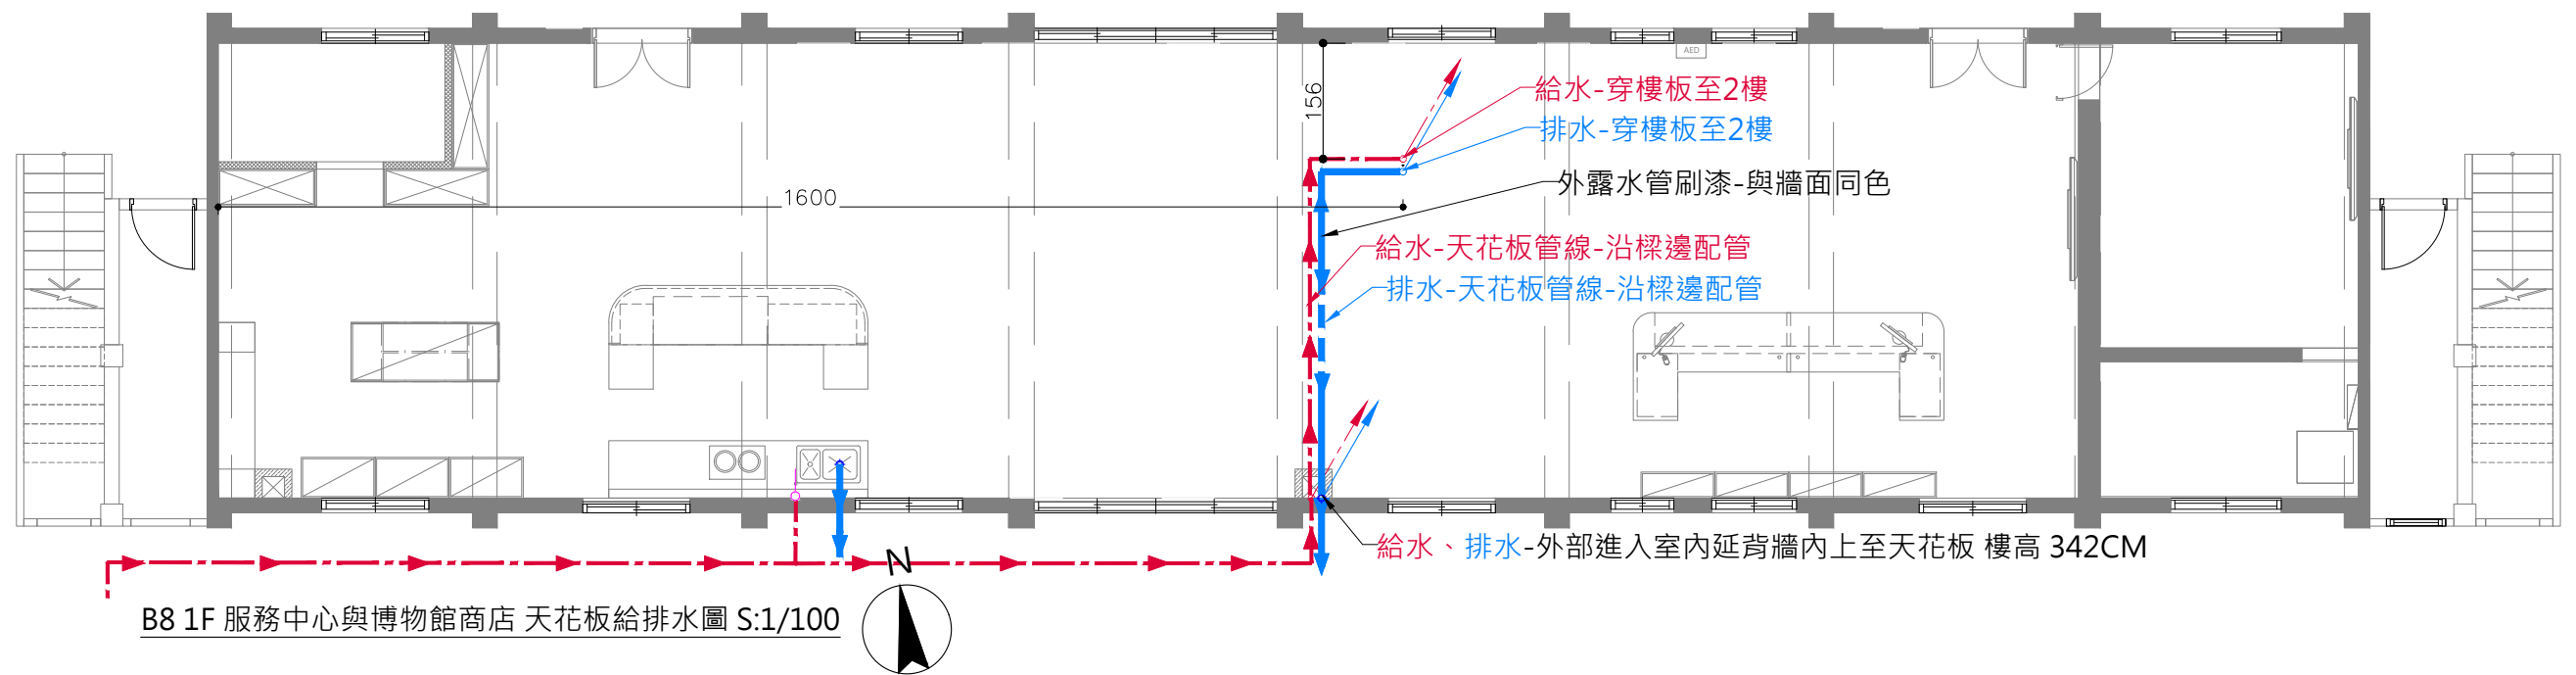 AED
給水-穿樓板至2樓
156
排水-穿樓板至2樓
外露水管刷漆-與牆面同色
1600
給水-天花板管線-沿樑邊配管
排水-天花板管線-沿樑邊配管
給水、排水-外部進入室內延背牆內上至天花板 樓高 342CM
N
B8 1F 服務中心與博物館商店 天花板給排水圖 S:1/100